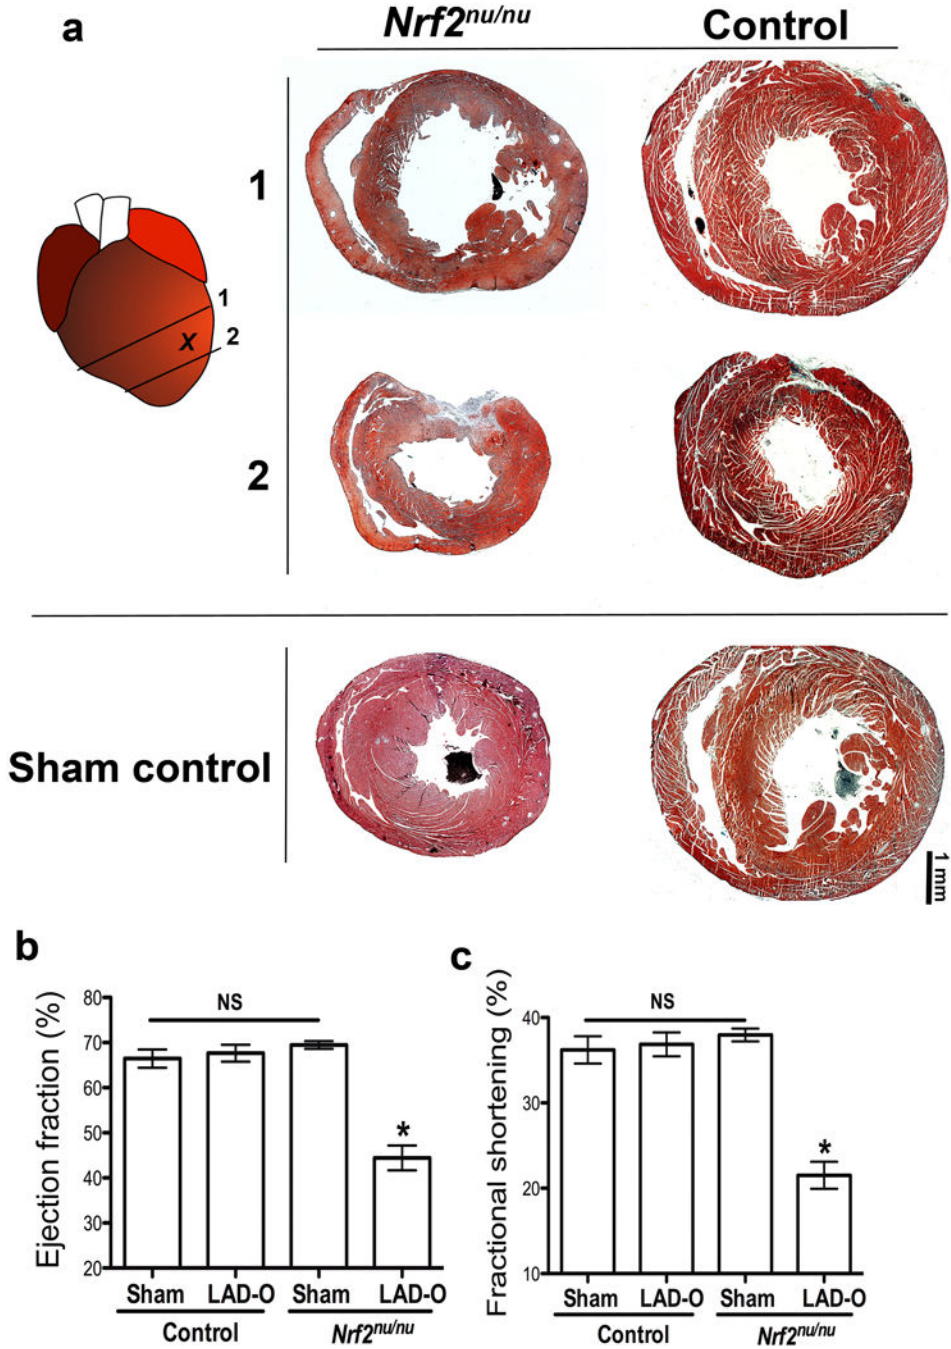 a
Nrf2nu/nu Control
1
1
x
2
2
Sham control
1 mm
b
Ejection fraction (%)
80
70
60
50
40
30
20
NS
*
Sham LAD-O Sham LAD-O
Control Nrf2nu/nu
c
Fractional shortening (%)
40
30
20
10
NS
*
Sham LAD-O Sham LAD-O
Control Nrf2nu/nu